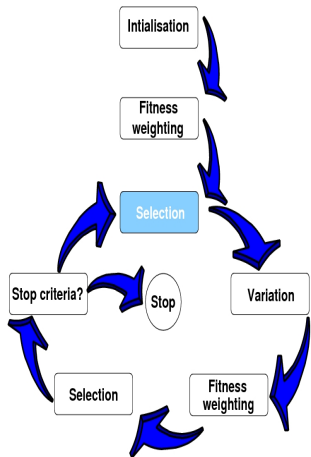 Intialisation
Fitness
weighting
Selection
Stop criteria?
Stop
Variation
Selection
Fitness
weighting